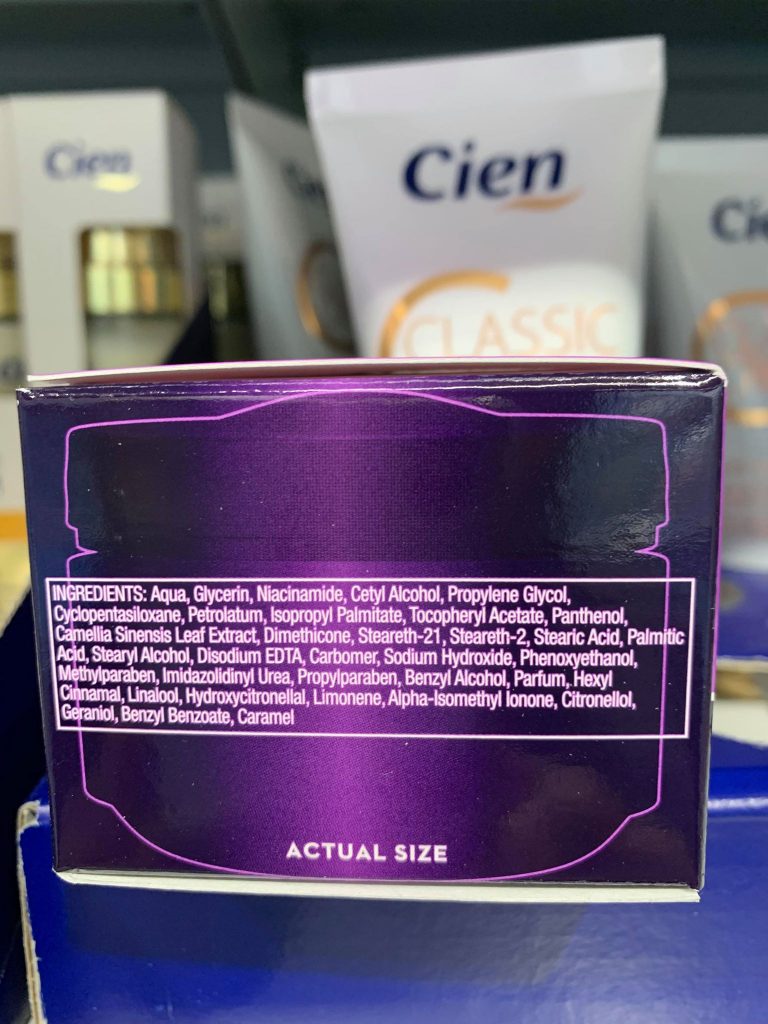 Cien
Cien
Cie
CLASSIC
INGREDIENTS: Aqua, Glycerin, Niacinamide, Cetyl Alcohol, Propylene Glycol,
Cyclopentasiloxane, Petrolatum, Isopropyl Palmitate, Tocopheryl Acetate, Panthenol,
Camellia Sinensis Leaf Extract, Dimethicone, Steareth-21, Steareth-2, Stearic Acid, Palmitic
Acid, Stearyl Alcohol, Disodium EDTA, Carbomer, Sodium Hydroxide, Phenoxyethanol,
Methylparaben, Imidazolidinyl Urea, Propylparaben, Benzyl Alcohol, Parfum, Hexyl
Cinnamal, Linalool, Hydroxycitronellal, Limonene, Alpha-Isomethyl Ionone, Citronellol,
Geraniol, Benzyl Benzoate, Caramel
ACTUAL SIZE